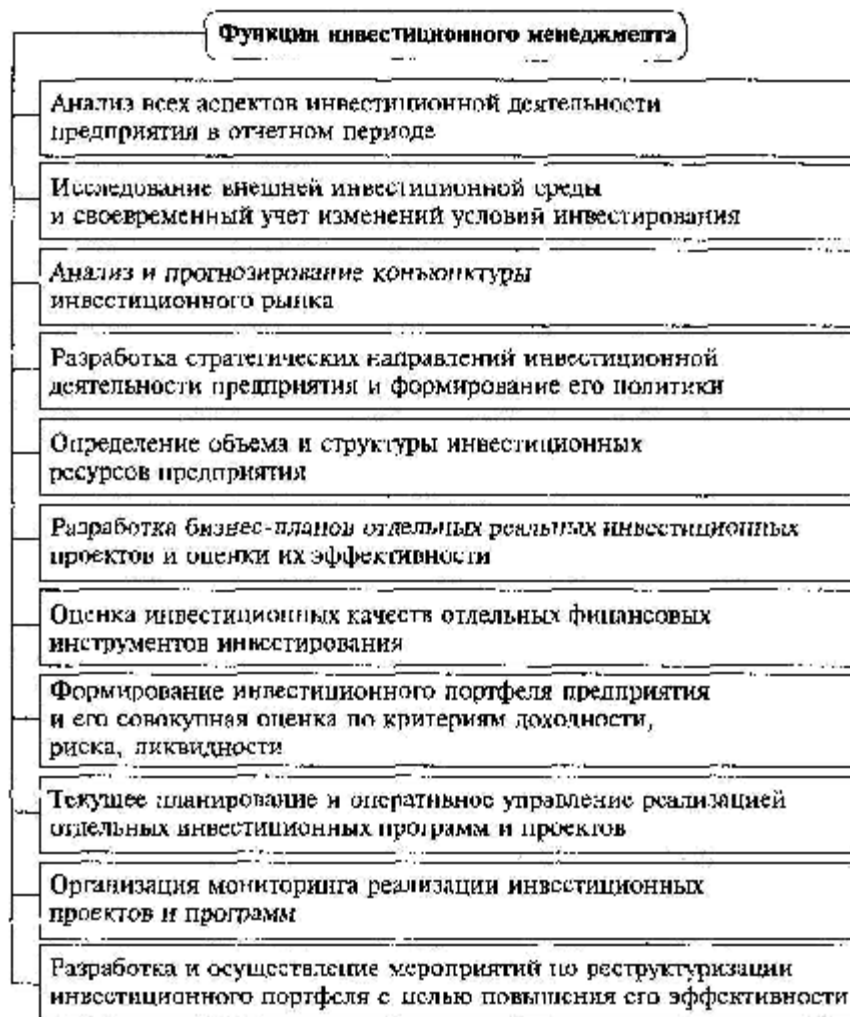 Функции инвестиционного менеджмента
Анализ всех аспектов инвестиционной деятельности
предприятия в отчетном периоде
Исследование внешней инвестиционной среды
и своевременный учет изменений условий инвестирования
Анализ и прогнозирование конъюнктуры
инвестиционного рынка
Разработка стратегических направлений инвестиционной
деятельности предприятия и формирование его политики
Определение объема и структуры инвестиционных
ресурсов предприятия
Разработка бизнес-планов отдельных реальных инвестиционных
проектов и оценки их эффективности
Оценка инвестиционных качеств отдельных финансовых
инструментов инвестирования
Формирование инвестиционного портфеля предприятия
и его совокупная оценка по критериям доходности,
риска, ликвидности
Текущее планирование и оперативное управление реализацией
отдельных инвестиционных программ и проектов
Организация мониторинга реализации инвестиционных
проектов и программ
Разработка и осуществление мероприятий по реструктуризации
инвестиционного портфеля с целью повышения его эффективности